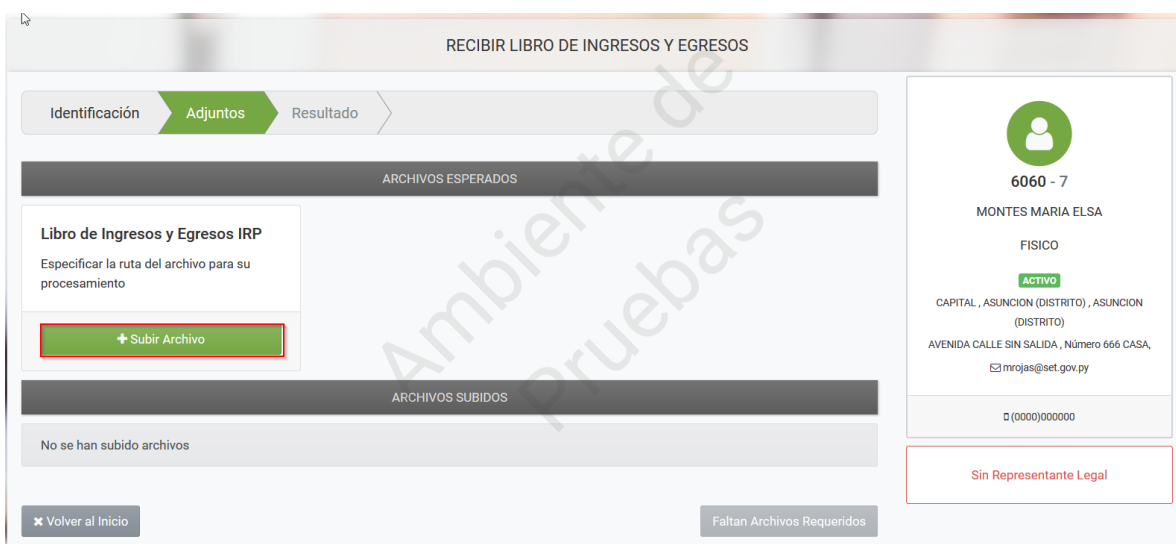 RECIBIR LIBRO DE INGRESOS Y EGRESOS
Identificación
Adjuntos
Resultado
ARCHIVOS ESPERADOS
Libro de Ingresos y Egresos IRP
Especificar la ruta del archivo para su
procesamiento
+ Subir Archivo
ARCHIVOS SUBIDOS
No se han subido archivos
× Volver al Inicio
Faltan Archivos Requeridos
6060 - 7
MONTES MARIA ELSA
FISICO
ACTIVO
CAPITAL , ASUNCION (DISTRITO) , ASUNCION
(DISTRITO)
AVENIDA CALLE SIN SALIDA , Número 666 CASA,
mrojas@set.gov.py
(0000)000000
Sin Representante Legal
Ambiente de
Pruebas